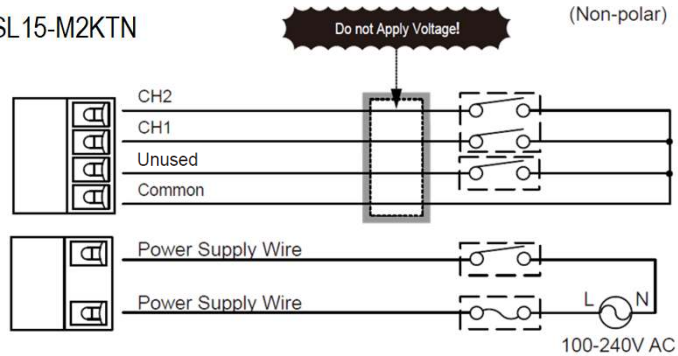 SL15-M2KTN
Do not Apply Voltage!
(Non-polar)
CH2
CH1
Unused
Common
Power Supply Wire
Power Supply Wire
L N
100-240V AC